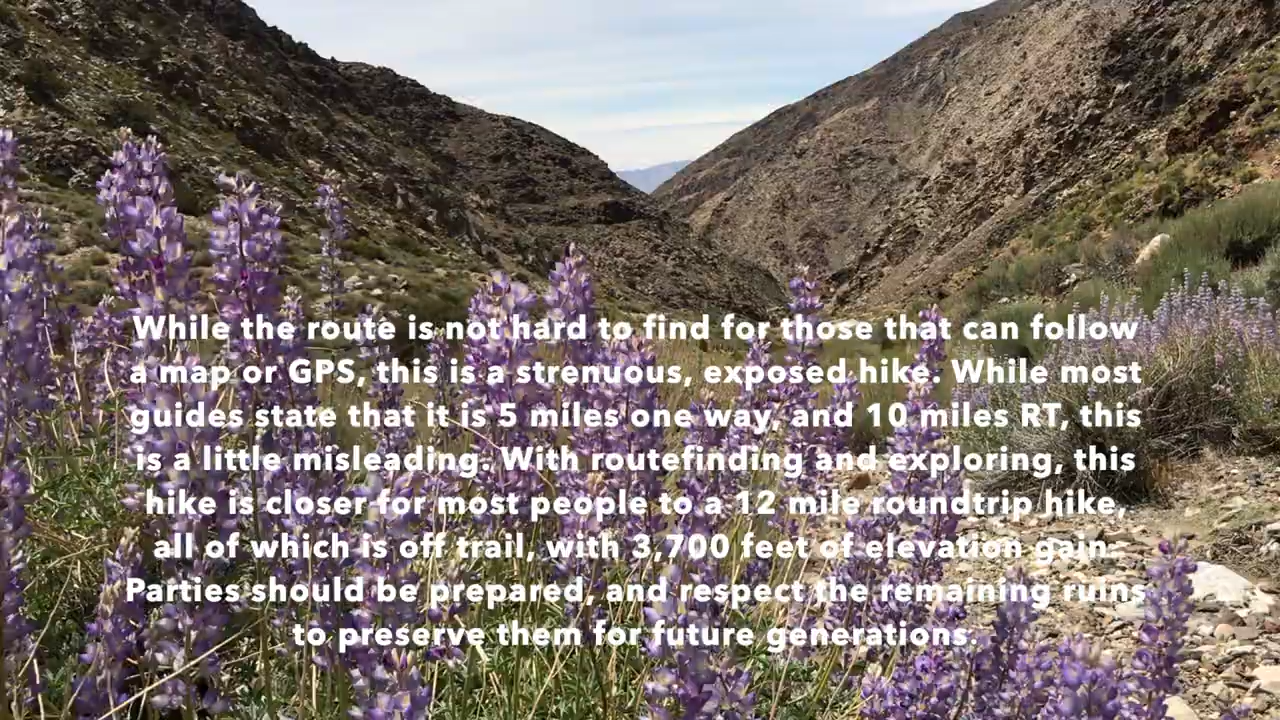 While the route is not hard to find for those that can follow
a map or GPS, this is a strenuous, exposed hike. While most
guides state that it is 5 miles one way, and 10 miles RT, this
is a little misleading. With routefinding and exploring, this
hike is closer for most people to a 12 mile roundtrip hike,
all of which is off trail, with 3,700 feet of elevation gain.
Parties should be prepared, and respect the remaining ruins
to preserve them for future generations.